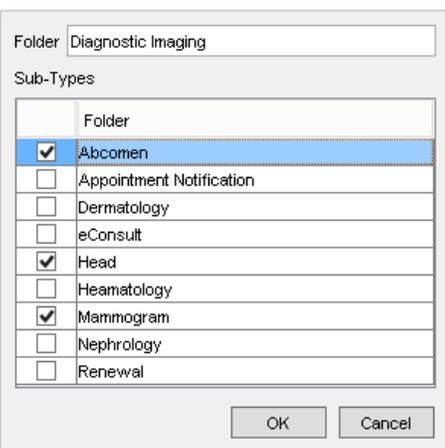 Folder Diagnostic Imaging
Sub-Types
Folder
Abcomen
Appointment Notification
Dermatology
eConsult
Head
Heamatology
Mammogram
Nephrology
Renewal
OK Cancel